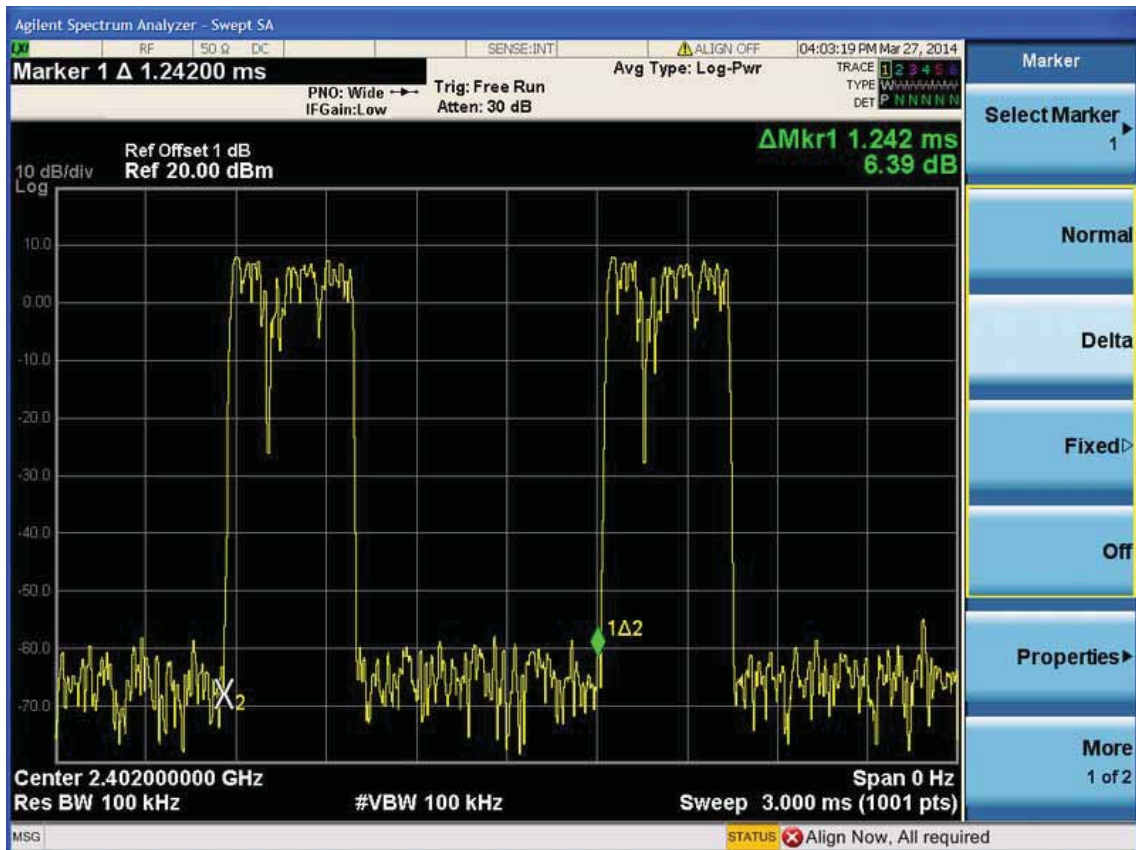 Agilent Spectrum Analyzer - Swept SA
LXI RF 50 Ω DC SENSE:INT ALIGN OFF 04:03:19 PM Mar 27, 2014
Marker 1 Δ 1.24200 ms
PNO: Wide
IFGain:Low
Trig: Free Run
Atten: 30 dB
Avg Type: Log-Pwr
TRACE 1 2 3 4 5 6
TYPE
DET P N N N N N
ΔMkr1 1.242 ms
6.39 dB
Ref Offset 1 dB
10 dB/div Ref 20.00 dBm
Log
10.0
0.00
-10.0
-20.0
-30.0
-40.0
-50.0
-60.0
-70.0
1Δ2
X2
Center 2.402000000 GHz Span 0 Hz
Res BW 100 kHz #VBW 100 kHz Sweep 3.000 ms (1001 pts)
MSG STATUS Align Now, All required
Marker
Select Marker
1
Normal
Delta
Fixed
Off
Properties
More
1 of 2